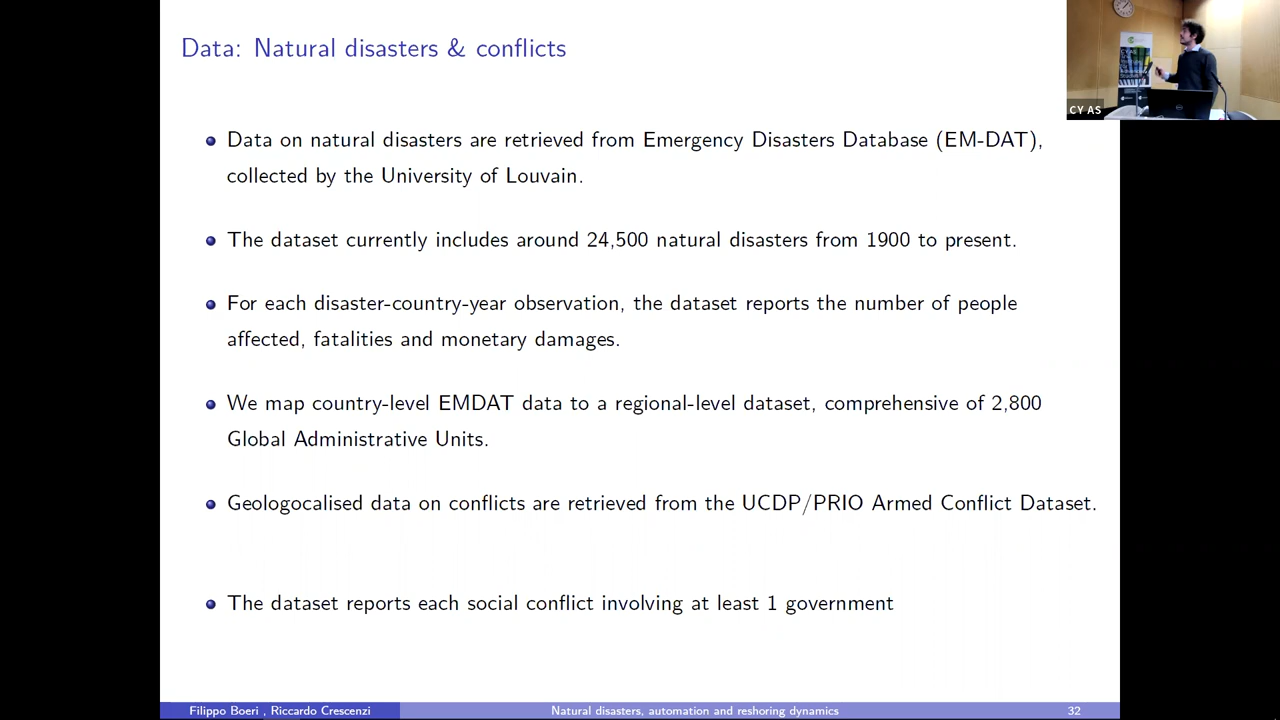 Data: Natural disasters & conflicts
Data on natural disasters are retrieved from Emergency Disasters Database (EM-DAT),
collected by the University of Louvain.
The dataset currently includes around 24,500 natural disasters from 1900 to present.
For each disaster-country-year observation, the dataset reports the number of people
affected, fatalities and monetary damages.
We map country-level EMDAT data to a regional-level dataset, comprehensive of 2,800
Global Administrative Units.
Geologocalised data on conflicts are retrieved from the UCDP/PRIO Armed Conflict Dataset.
The dataset reports each social conflict involving at least 1 government
Filippo Boeri , Riccardo Crescenzi
Natural disasters, automation and reshoring dynamics
32
CY AS